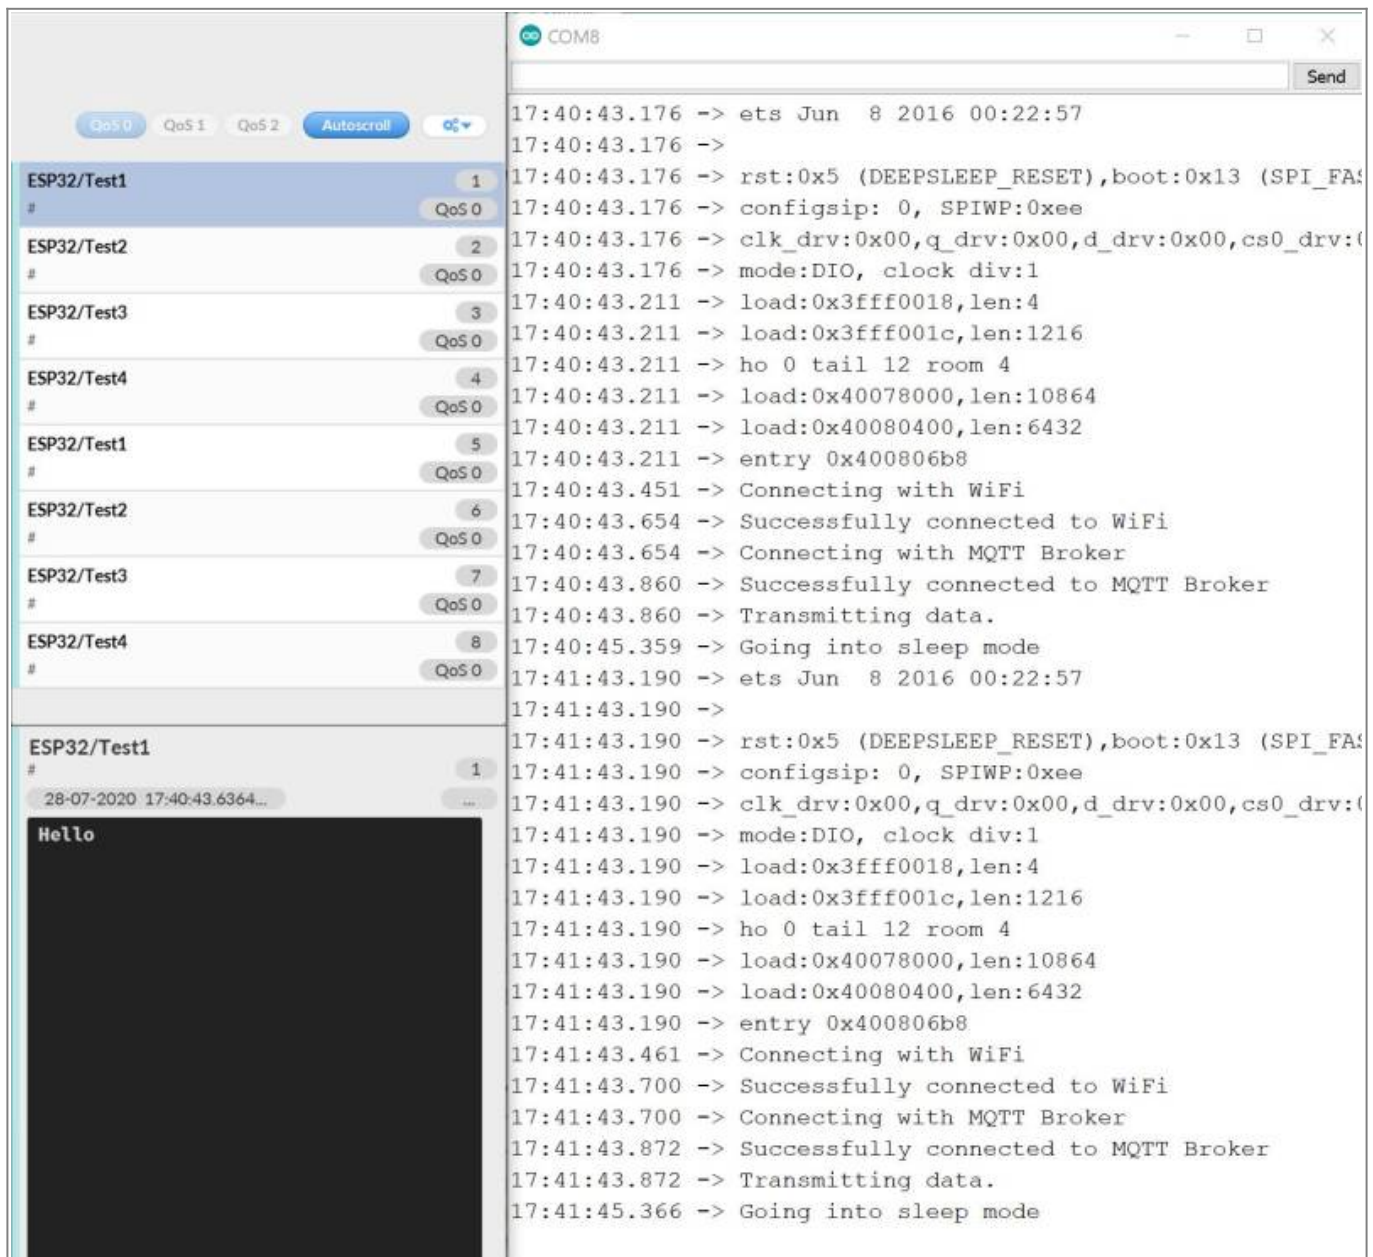 QoS 0 QoS 1 QoS 2 Autoscroll
ESP32/Test1 1
# QoS 0
ESP32/Test2 2
# QoS 0
ESP32/Test3 3
# QoS 0
ESP32/Test4 4
# QoS 0
ESP32/Test1 5
# QoS 0
ESP32/Test2 6
# QoS 0
ESP32/Test3 7
# QoS 0
ESP32/Test4 8
# QoS 0
ESP32/Test1
# 1
28-07-2020 17:40:43.6364... ...
Hello
COM8
Send
17:40:43.176 -> ets Jun  8 2016 00:22:57
17:40:43.176 ->
17:40:43.176 -> rst:0x5 (DEEPSLEEP_RESET),boot:0x13 (SPI_FAS
17:40:43.176 -> configsip: 0, SPIWP:0xee
17:40:43.176 -> clk_drv:0x00,q_drv:0x00,d_drv:0x00,cs0_drv:0
17:40:43.176 -> mode:DIO, clock div:1
17:40:43.211 -> load:0x3fff0018,len:4
17:40:43.211 -> load:0x3fff001c,len:1216
17:40:43.211 -> ho 0 tail 12 room 4
17:40:43.211 -> load:0x40078000,len:10864
17:40:43.211 -> load:0x40080400,len:6432
17:40:43.211 -> entry 0x400806b8
17:40:43.451 -> Connecting with WiFi
17:40:43.654 -> Successfully connected to WiFi
17:40:43.654 -> Connecting with MQTT Broker
17:40:43.860 -> Successfully connected to MQTT Broker
17:40:43.860 -> Transmitting data.
17:40:45.359 -> Going into sleep mode
17:41:43.190 -> ets Jun  8 2016 00:22:57
17:41:43.190 ->
17:41:43.190 -> rst:0x5 (DEEPSLEEP_RESET),boot:0x13 (SPI_FAS
17:41:43.190 -> configsip: 0, SPIWP:0xee
17:41:43.190 -> clk_drv:0x00,q_drv:0x00,d_drv:0x00,cs0_drv:0
17:41:43.190 -> mode:DIO, clock div:1
17:41:43.190 -> load:0x3fff0018,len:4
17:41:43.190 -> load:0x3fff001c,len:1216
17:41:43.190 -> ho 0 tail 12 room 4
17:41:43.190 -> load:0x40078000,len:10864
17:41:43.190 -> load:0x40080400,len:6432
17:41:43.190 -> entry 0x400806b8
17:41:43.461 -> Connecting with WiFi
17:41:43.700 -> Successfully connected to WiFi
17:41:43.700 -> Connecting with MQTT Broker
17:41:43.872 -> Successfully connected to MQTT Broker
17:41:43.872 -> Transmitting data.
17:41:45.366 -> Going into sleep mode